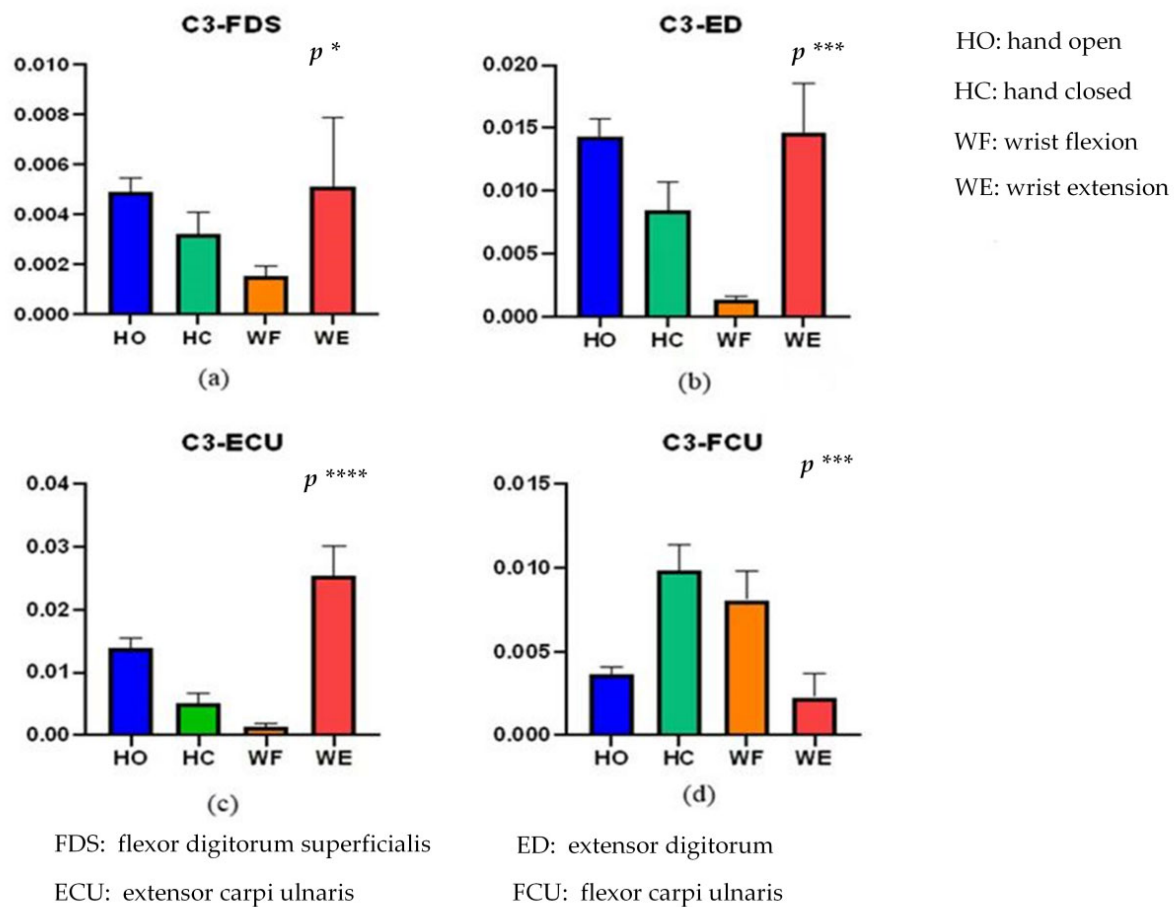 C3-FDS
p *
0.010
0.008
0.006
0.004
0.002
0.000
HO HC WF WE
(a)
C3-ED
p ***
0.020
0.015
0.010
0.005
0.000
HO HC WF WE
(b)
HO: hand open
HC: hand closed
WF: wrist flexion
WE: wrist extension
C3-ECU
p ****
0.04
0.03
0.02
0.01
0.00
HO HC WF WE
(c)
C3-FCU
p ***
0.015
0.010
0.005
0.000
HO HC WF WE
(d)
FDS: flexor digitorum superficialis
ED: extensor digitorum
ECU: extensor carpi ulnaris
FCU: flexor carpi ulnaris